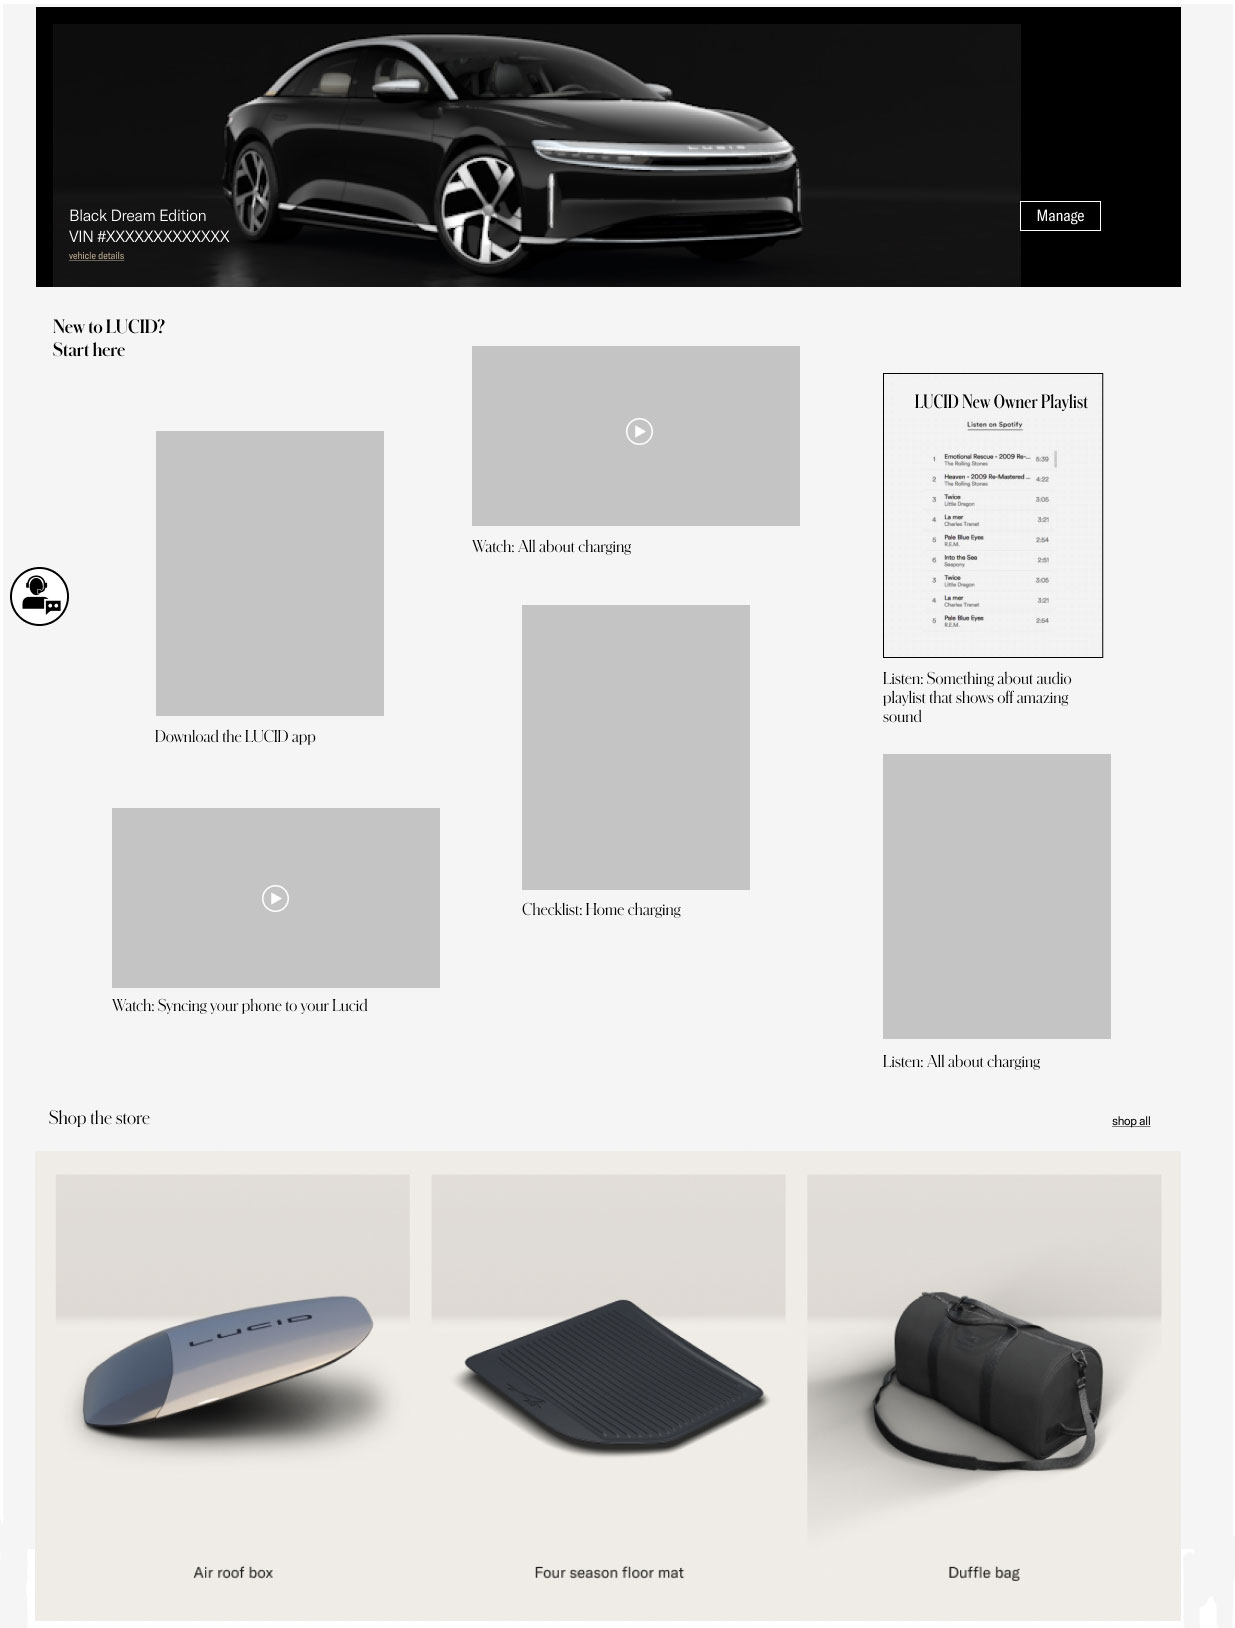 LUCID
Black Dream Edition
VIN #XXXXXXXXXXXXX
vehicle details
Manage
New to LUCID?
Start here
Download the LUCID app
Watch: Syncing your phone to your Lucid
Watch: All about charging
Checklist: Home charging
LUCID New Owner Playlist
Listen on Spotify
1 Emotional Rescue - 2009 Re-... 5:39
The Rolling Stones
2 Heaven - 2009 Re-Mastered ... 4:22
The Rolling Stones
3 Twice 3:05
Little Dragon
4 La mer 3:21
Charles Trenet
5 Pale Blue Eyes 2:54
R.E.M.
6 Into the Sea 2:51
Seapony
3 Twice 3:05
Little Dragon
4 La mer 3:21
Charles Trenet
5 Pale Blue Eyes 2:54
R.E.M.
Listen: Something about audio
playlist that shows off amazing
sound
Listen: All about charging
Shop the store
shop all
LUCID
Air roof box
Four season floor mat
Duffle bag